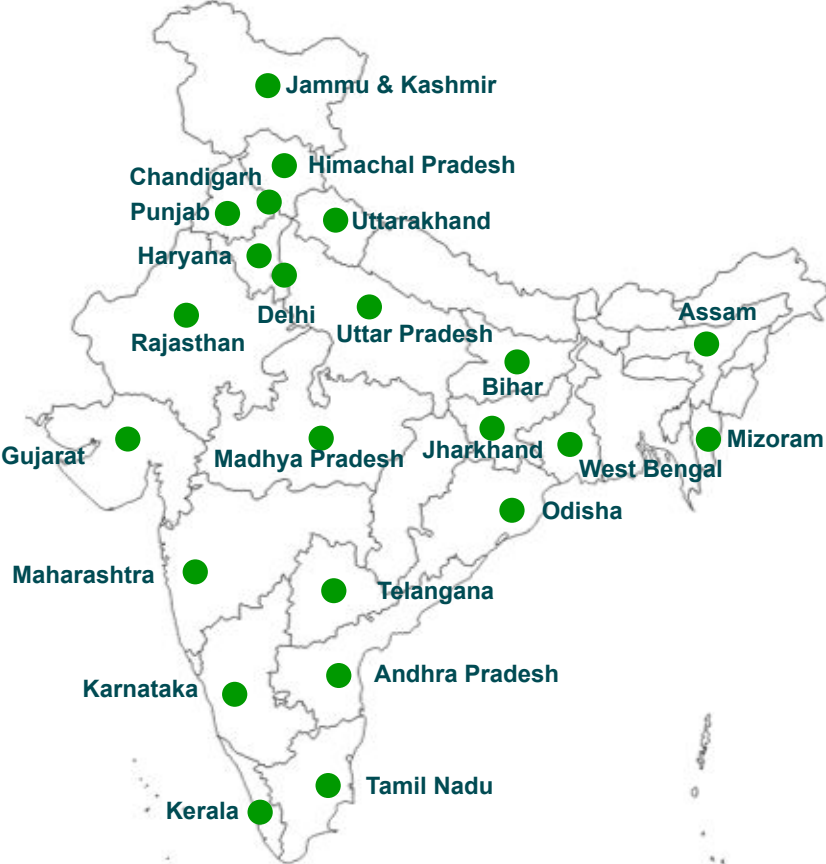 Jammu & Kashmir
Himachal Pradesh
Chandigarh
Punjab
Uttarakhand
Haryana
Delhi
Assam
Uttar Pradesh
Rajasthan
Bihar
Mizoram
Jharkhand
Gujarat
Madhya Pradesh
West Bengal
Odisha
Maharashtra
Telangana
Andhra Pradesh
Karnataka
Tamil Nadu
Kerala